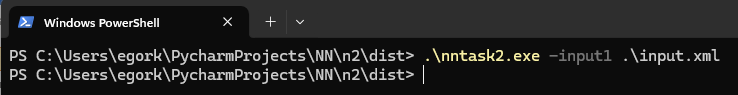 Windows PowerShell
PS C:\Users\egork\PycharmProjects\NN\n2\dist> .\nntask2.exe -input1 .\input.xml
PS C:\Users\egork\PycharmProjects\NN\n2\dist>